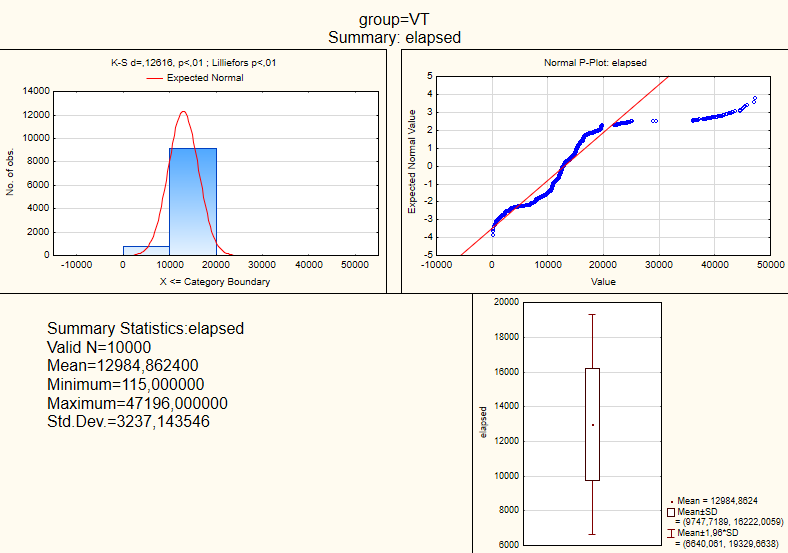 group=VT
Summary: elapsed
K-S d=,12616, p<,01 ; Lilliefors p<,01
Expected Normal
14000
12000
10000
8000
6000
4000
2000
0
No. of obs.
-10000 0 10000 20000 30000 40000 50000
X <= Category Boundary
Normal P-Plot: elapsed
5
4
3
2
1
0
-1
-2
-3
-4
-5
Expected Normal Value
-10000 0 10000 20000 30000 40000 50000
Value
Summary Statistics:elapsed
Valid N=10000
Mean=12984,862400
Minimum=115,000000
Maximum=47196,000000
Std.Dev.=3237,143546
20000
18000
16000
14000
12000
10000
8000
6000
elapsed
Mean = 12984,8624
Mean±SD
= (9747,7189, 16222,0059)
Mean±1,96*SD
= (6640,061, 19329,6638)